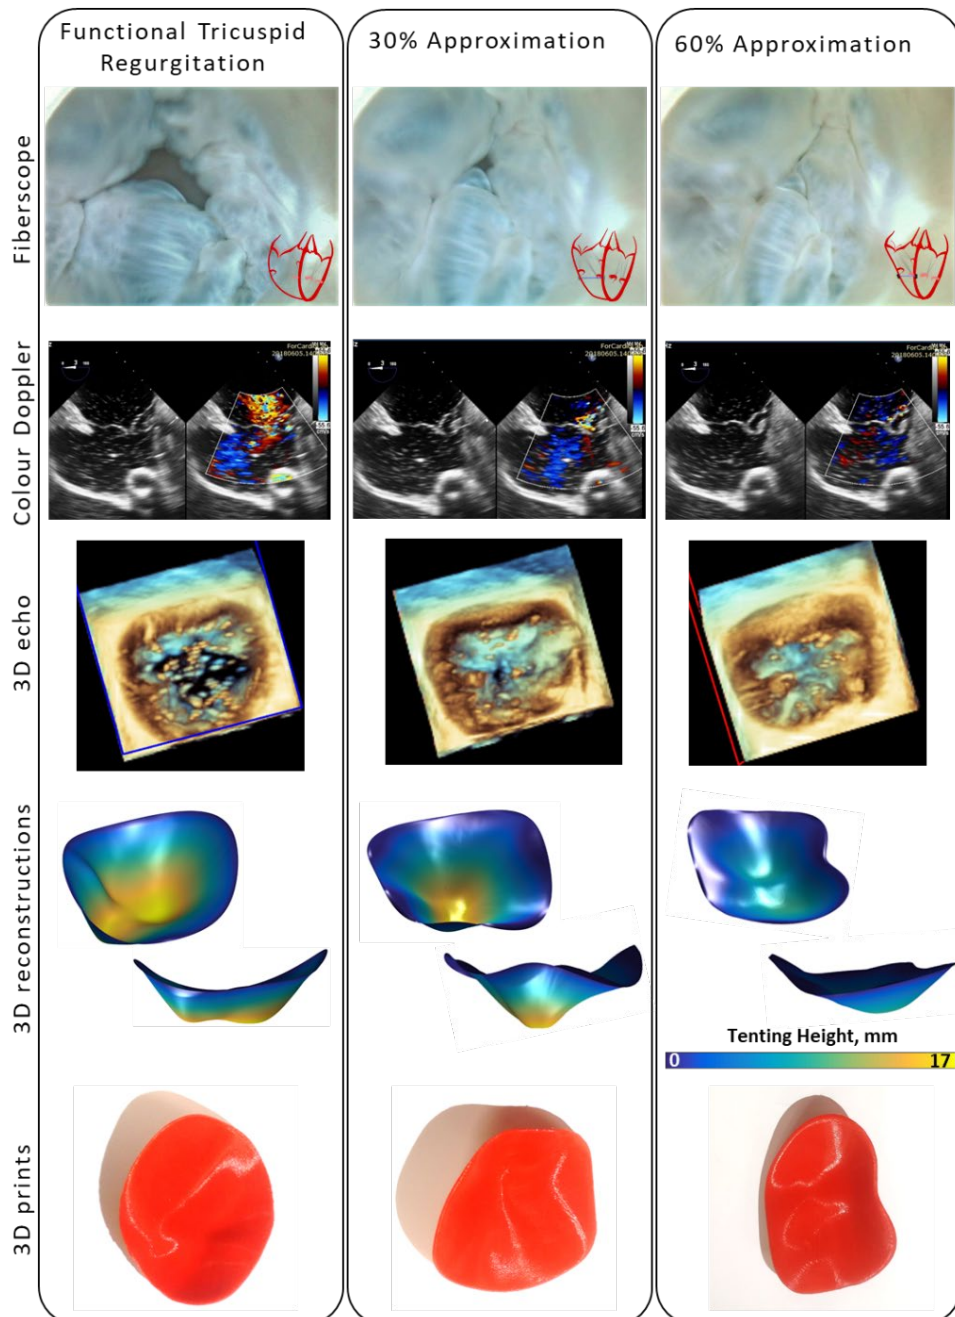 Functional Tricuspid
Regurgitation
30% Approximation
60% Approximation
Fiberscope
Colour Doppler
3D echo
3D reconstructions
Tenting Height, mm
0
17
3D prints